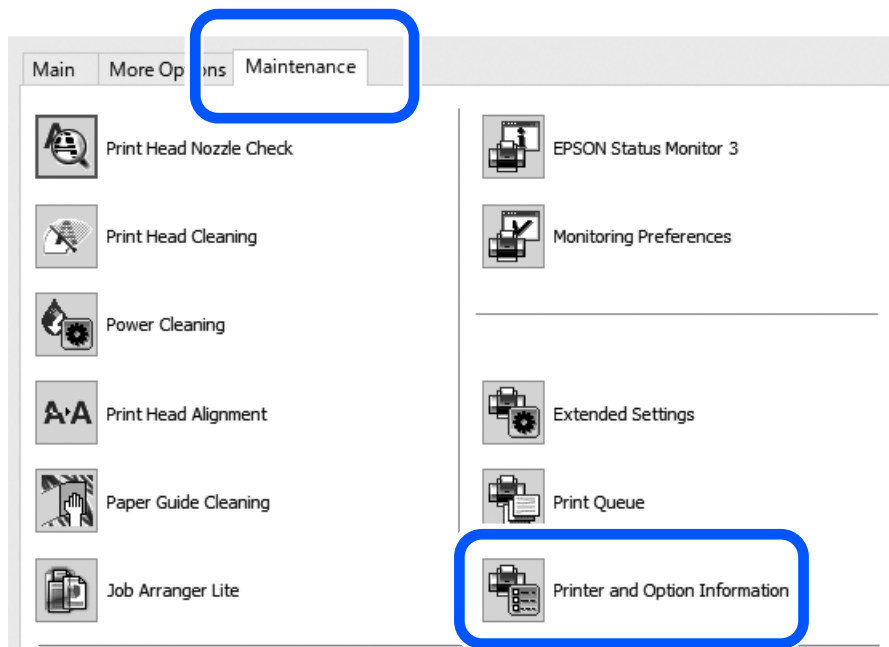 Main
More Options
Maintenance
Print Head Nozzle Check
Print Head Cleaning
Power Cleaning
Print Head Alignment
Paper Guide Cleaning
Job Arranger Lite
EPSON Status Monitor 3
Monitoring Preferences
Extended Settings
Print Queue
Printer and Option Information